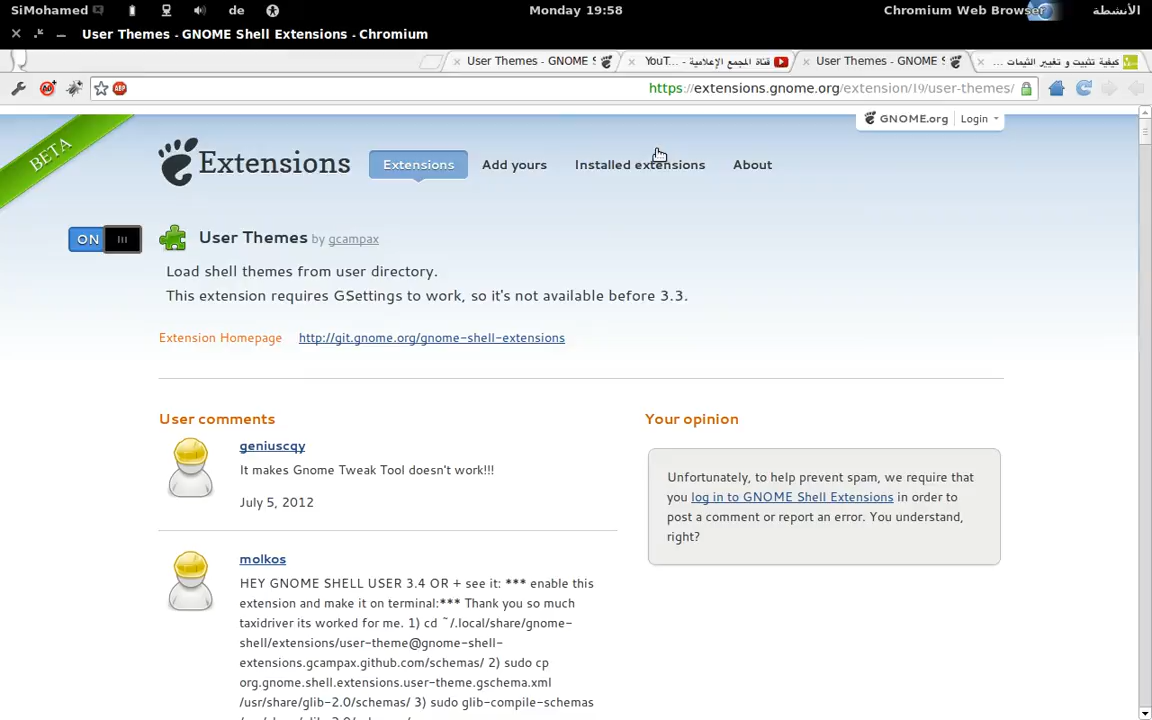 SiMohamed
de
Monday 19:58
Chromium Web Browser
الأنشطة
User Themes - GNOME Shell Extensions - Chromium
User Themes - GNOME S
قناة المجمع الإعلامية - YouT...
User Themes - GNOME S
كيفية تثبيت و تغيير الثيمات ...
ABP
https://extensions.gnome.org/extension/19/user-themes/
BETA
GNOME.org
Login
Extensions
Extensions
Add yours
Installed extensions
About
ON
User Themes by gcampax
Load shell themes from user directory.
This extension requires GSettings to work, so it's not available before 3.3.
Extension Homepage
http://git.gnome.org/gnome-shell-extensions
User comments
geniuscqy
It makes Gnome Tweak Tool doesn't work!!!
July 5, 2012
molkos
HEY GNOME SHELL USER 3.4 OR + see it: *** enable this
extension and make it on terminal:*** Thank you so much
taxidriver its worked for me. 1) cd ~/.local/share/gnome-
shell/extensions/user-theme@gnome-shell-
extensions.gcampax.github.com/schemas/ 2) sudo cp
org.gnome.shell.extensions.user-theme.gschema.xml
/usr/share/glib-2.0/schemas/ 3) sudo glib-compile-schemas
Your opinion
Unfortunately, to help prevent spam, we require that
you log in to GNOME Shell Extensions in order to
post a comment or report an error. You understand,
right?